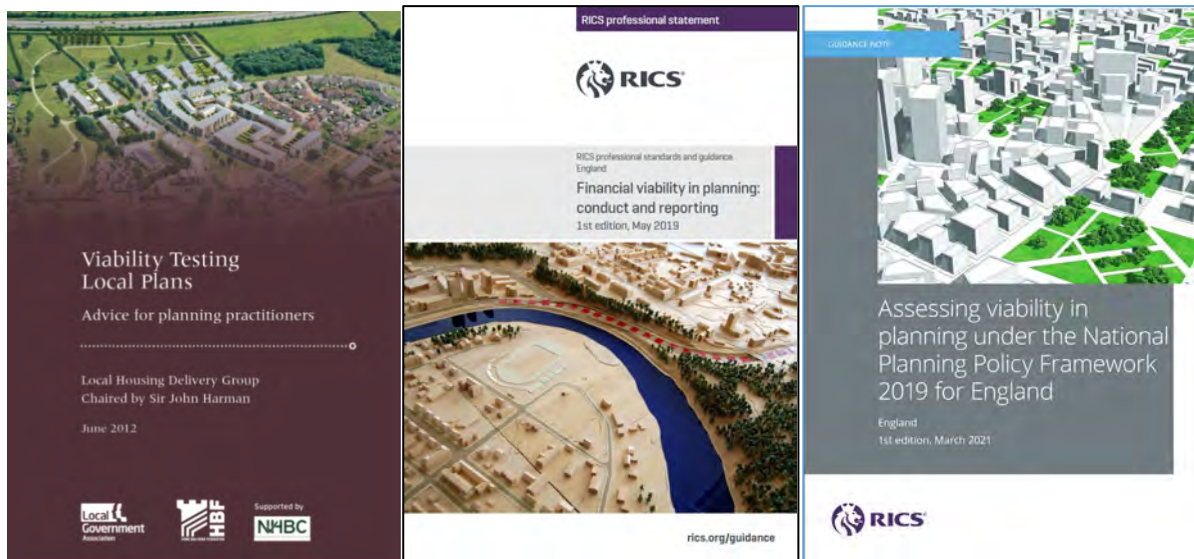 Viability Testing
Local Plans
Advice for planning practitioners
Local Housing Delivery Group
Chaired by Sir John Harman
June 2012
Local
Government
Association
HBF
Supported by
NHBC
RICS professional statement
RICS
RICS professional standards and guidance
England
Financial viability in planning:
conduct and reporting
1st edition, May 2019
rics.org/guidance
GUIDANCE NOTE
Assessing viability in
planning under the National
Planning Policy Framework
2019 for England
England
1st edition, March 2021
RICS